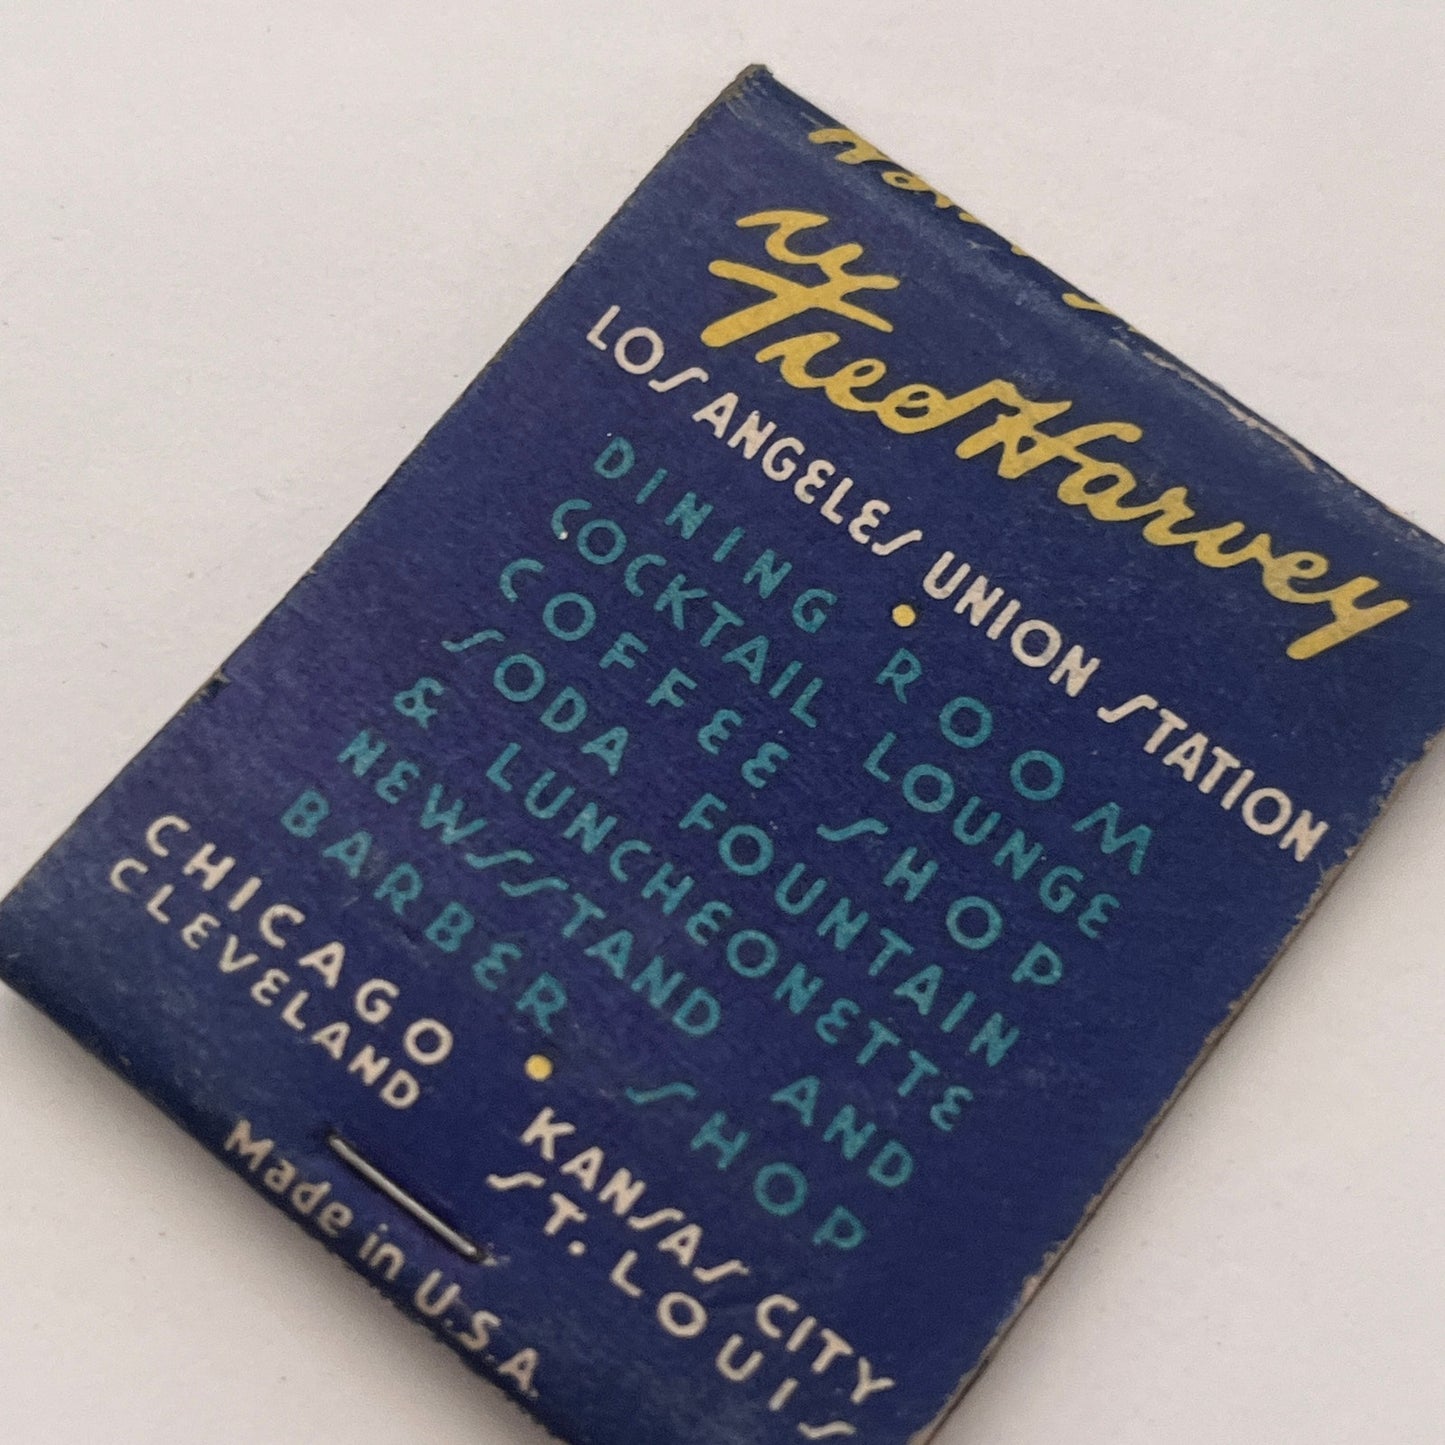 Fred Harvey
LOS ANGELES UNION STATION
DINING ROOM
COCKTAIL LOUNGE
COFFEE SHOP
SODA FOUNTAIN
& LUNCHEONETTE
NEWSSTAND AND
BARBER SHOP
CHICAGO KANSAS CITY
CLEVELAND ST. LOUIS
Made in U.S.A.